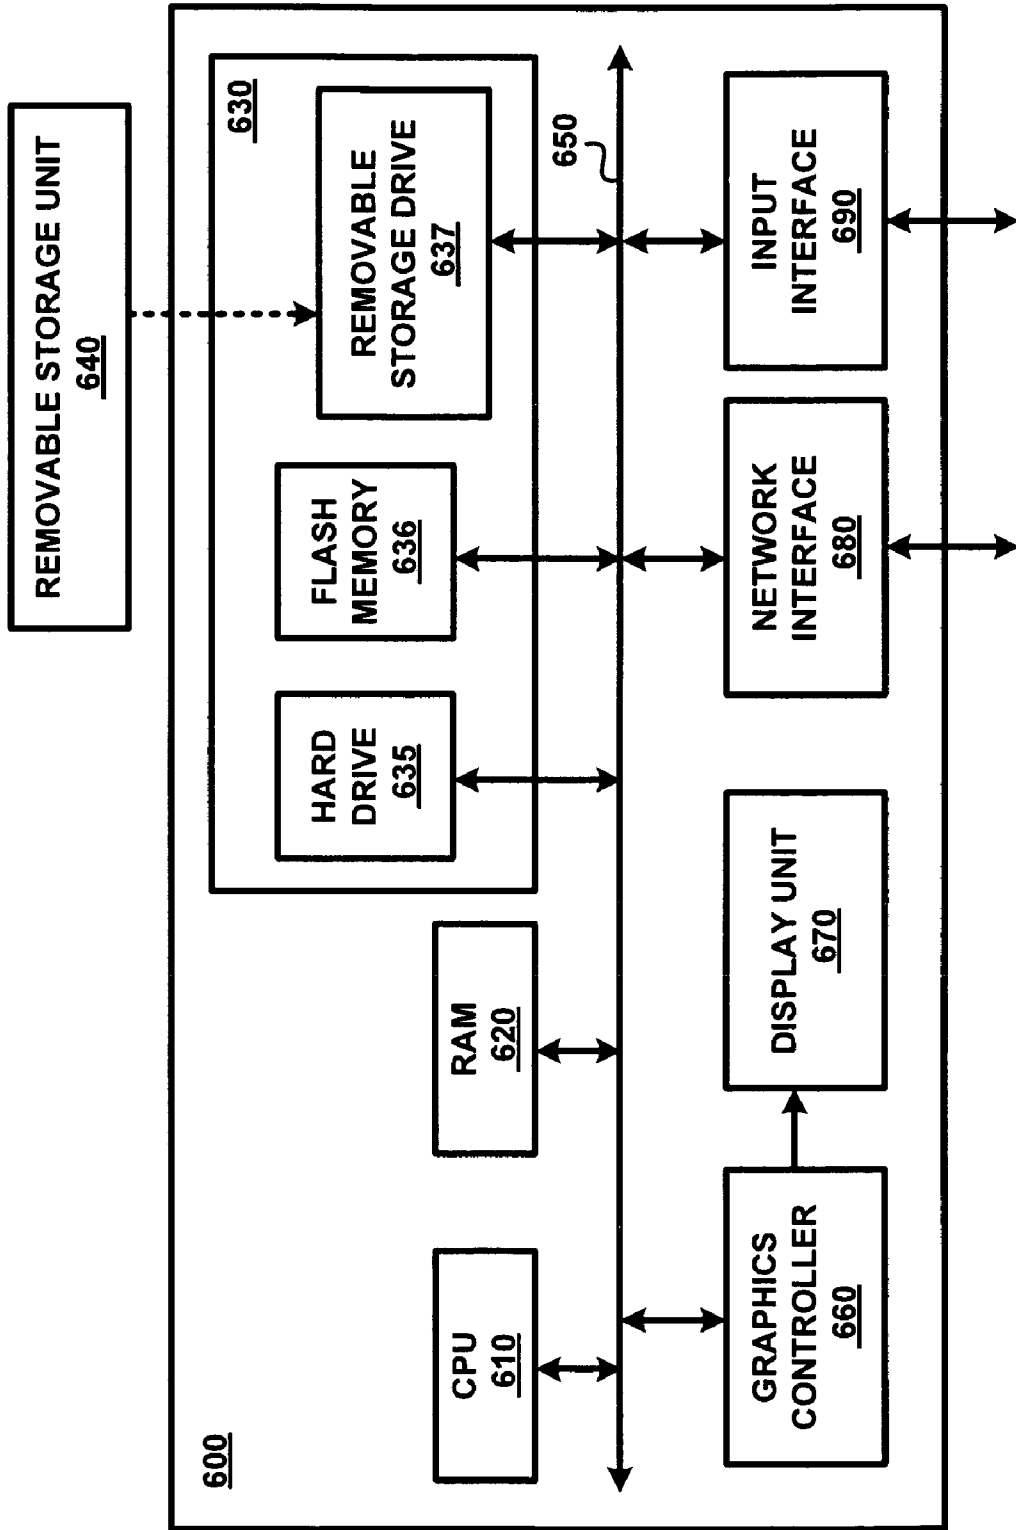 600
CPU
610
RAM
620
630
HARD
DRIVE
635
FLASH
MEMORY
636
REMOVABLE
STORAGE DRIVE
637
REMOVABLE STORAGE UNIT
640
650
GRAPHICS
CONTROLLER
660
DISPLAY UNIT
670
NETWORK
INTERFACE
680
INPUT
INTERFACE
690